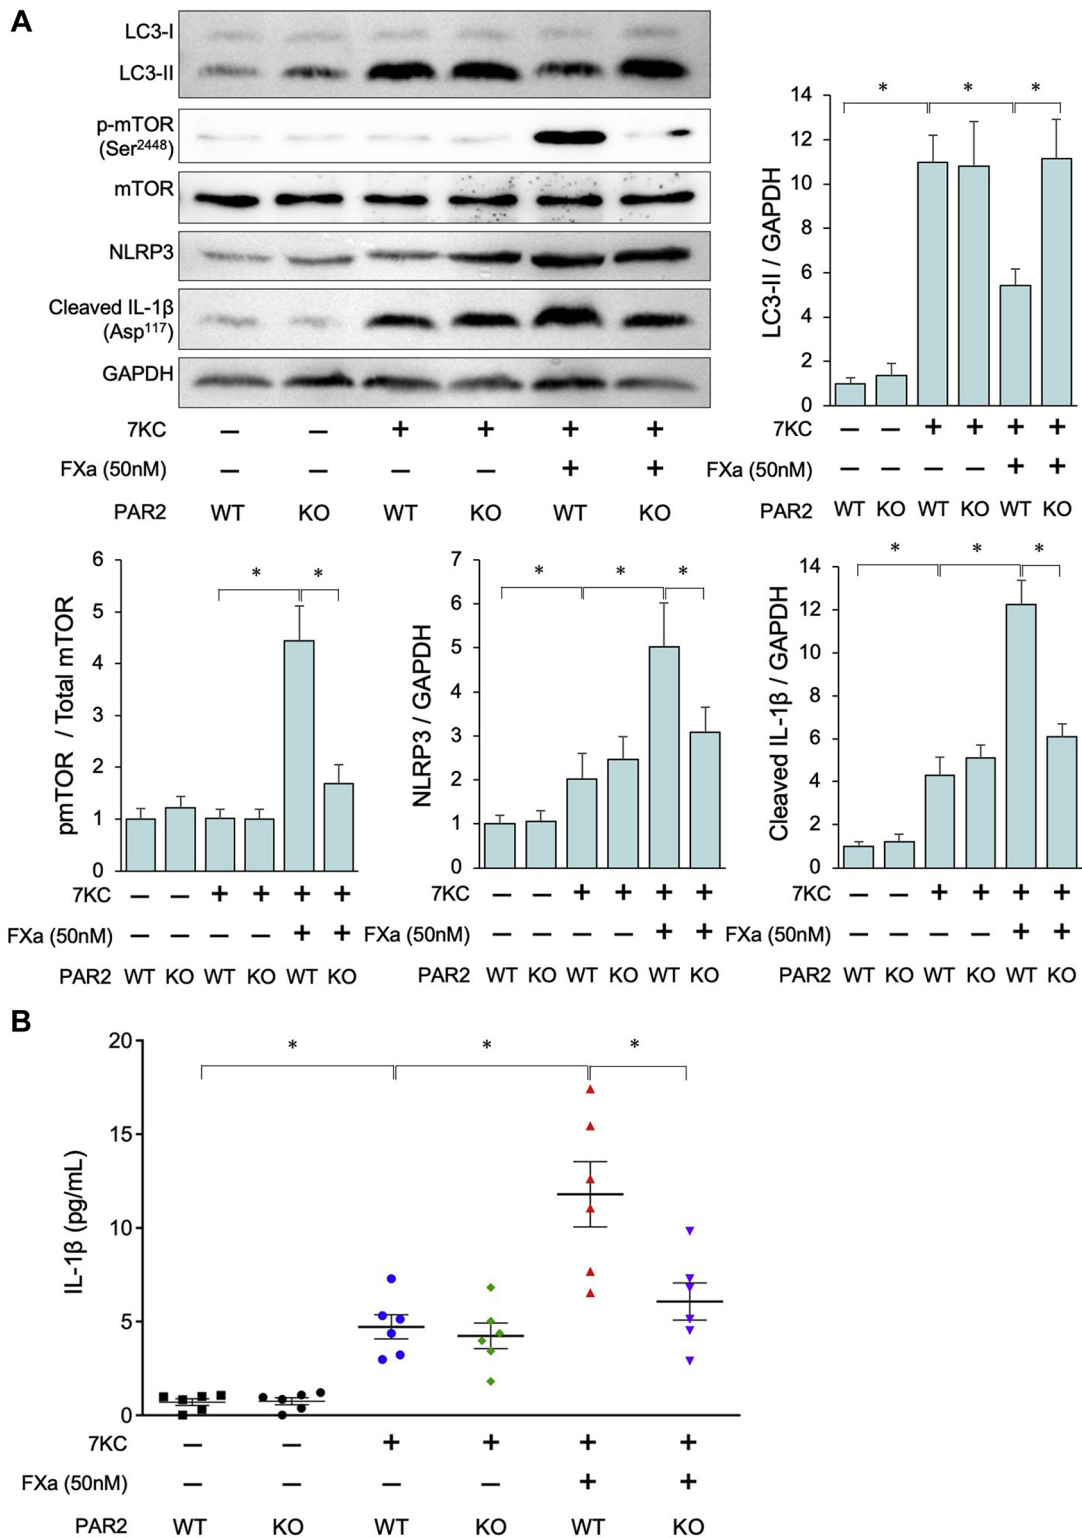 A
LC3-I
LC3-II
p-mTOR
(Ser2448)
mTOR
NLRP3
Cleaved IL-1β
(Asp117)
GAPDH
7KC – – + + + +
FXa (50nM) – – – – + +
PAR2 WT KO WT KO WT KO
LC3-II / GAPDH
14
12
10
8
6
4
2
0
* * *
7KC – – + + + +
FXa (50nM) – – – – + +
PAR2 WT KO WT KO WT KO
pmTOR / Total mTOR
6
5
4
3
2
1
0
* *
7KC – – + + + +
FXa (50nM) – – – – + +
PAR2 WT KO WT KO WT KO
NLRP3 / GAPDH
7
6
5
4
3
2
1
0
* * *
7KC – – + + + +
FXa (50nM) – – – – + +
PAR2 WT KO WT KO WT KO
Cleaved IL-1β / GAPDH
14
12
10
8
6
4
2
0
* * *
7KC – – + + + +
FXa (50nM) – – – – + +
PAR2 WT KO WT KO WT KO
B
IL-1β (pg/mL)
20
15
10
5
0
* * *
7KC – – + + + +
FXa (50nM) – – – – + +
PAR2 WT KO WT KO WT KO